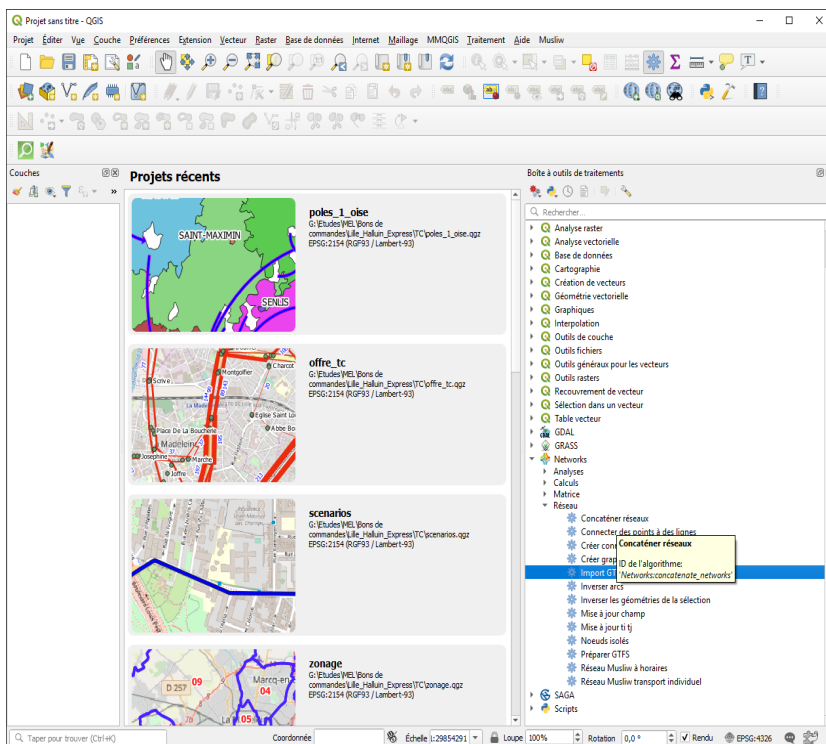 Projet sans titre - QGIS
Projet Éditer Vue Couche Préférences Extension Vecteur Raster Base de données Internet Maillage MMQGIS Traitement Aide Musliw
Couches
Projets récents
SAINT-MAXIMIN
SENLIS
poles_1_oise
G:\Etudes\MEL\Bons de
commandes\Lille_Halluin_Express\TC\poles_1_oise.qgz
EPSG:2154 (RGF93 / Lambert-93)
Montgolfier
Charcot
Scrive
Eglise Saint Lo
Place De La Boucherie
Abbe Bo
Madeleine
Josephine
Marche
Joffre
offre_tc
G:\Etudes\MEL\Bons de
commandes\Lille_Halluin_Express\TC\offre_tc.qgz
EPSG:2154 (RGF93 / Lambert-93)
scenarios
G:\Etudes\MEL\Bons de
commandes\Lille_Halluin_Express\TC\scenarios.qgz
EPSG:2154 (RGF93 / Lambert-93)
D 257
09
Marcq-en
04
05
zonage
G:\Etudes\MEL\Bons de
commandes\Lille_Halluin_Express\TC\zonage.qgz
EPSG:2154 (RGF93 / Lambert-93)
Boîte à outils de traitements
Rechercher...
Analyse raster
Analyse vectorielle
Base de données
Cartographie
Création de vecteurs
Géométrie vectorielle
Graphiques
Interpolation
Outils de couche
Outils fichiers
Outils généraux pour les vecteurs
Outils rasters
Recouvrement de vecteur
Sélection dans un vecteur
Table vecteur
GDAL
GRASS
Networks
Analyses
Calculs
Matrice
Réseau
Concaténer réseaux
Connecter des points à des lignes
Créer con
Concaténer réseaux
Créer grap
ID de l'algorithme:
Import GT
'Networks:concatenate_networks'
Inverser arcs
Inverser les géométries de la sélection
Mise à jour champ
Mise à jour ti tj
Noeuds isolés
Préparer GTFS
Réseau Musliw à horaires
Réseau Musliw transport individuel
SAGA
Scripts
Taper pour trouver (Ctrl+K) Coordonnée Échelle 1:29854291 Loupe 100% Rotation 0,0 ° Rendu EPSG:4326